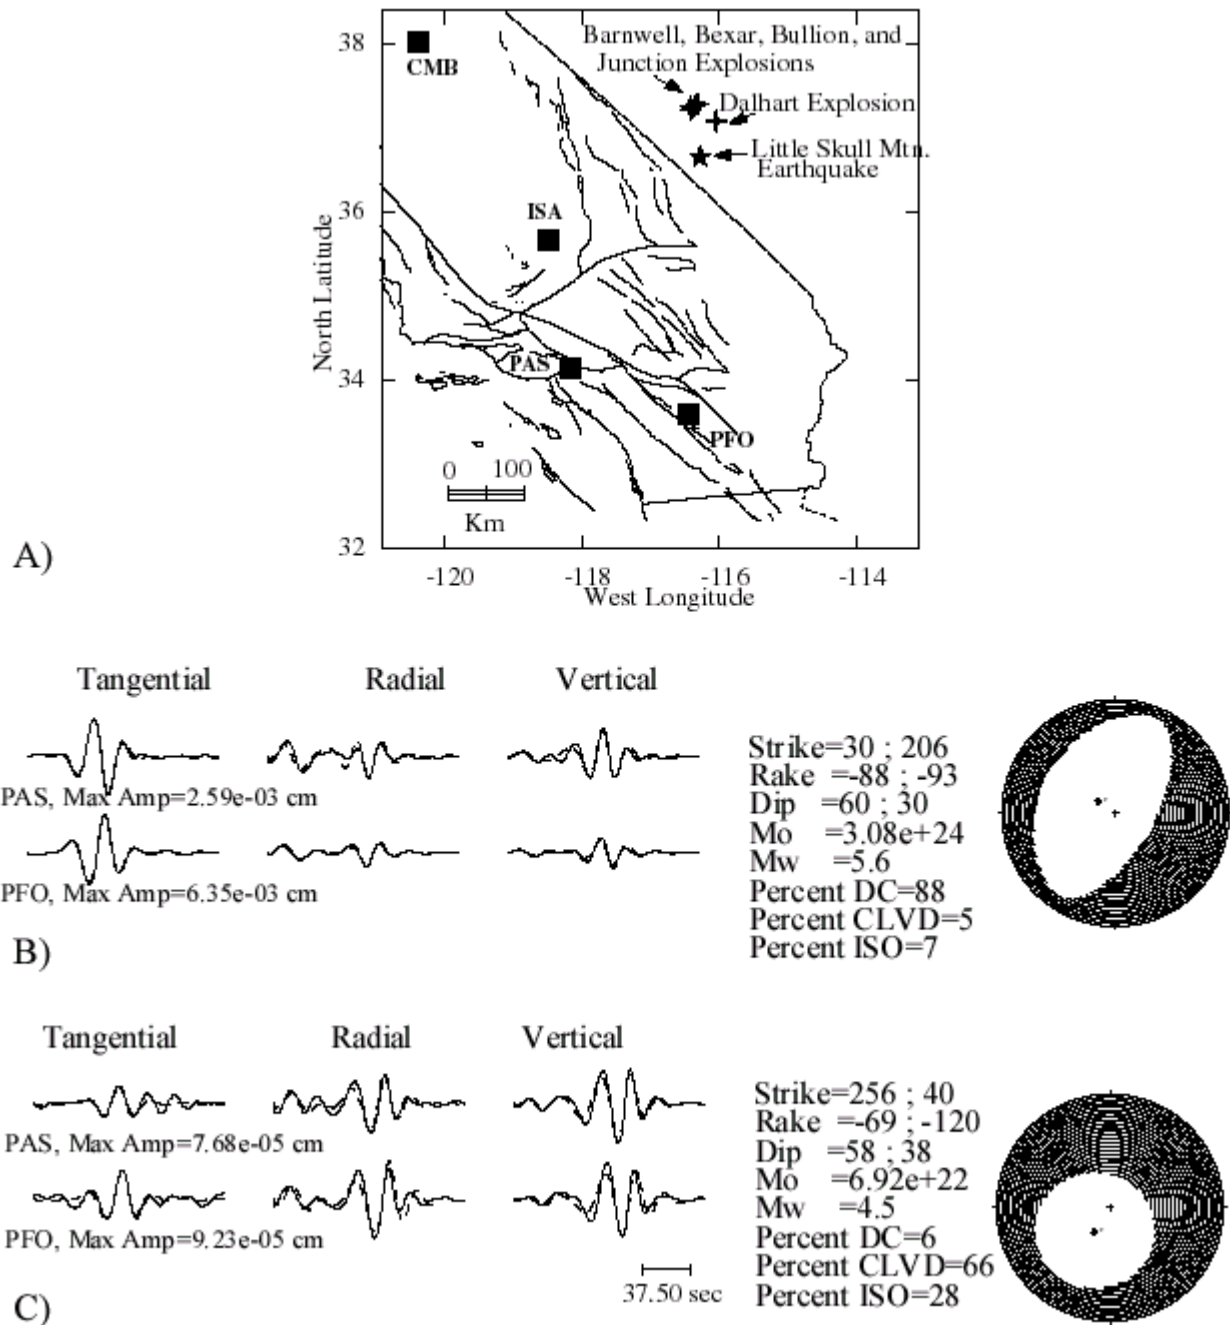 Barnwell, Bexar, Bullion, and
Junction Explosions
38
CMB
Dalhart Explosion
Little Skull Mtn.
Earthquake
36
ISA
North Latitude
34
PAS
PFO
0 100
Km
32
A)
-120 -118 -116 -114
West Longitude
Tangential Radial Vertical
PAS, Max Amp=2.59e-03 cm
PFO, Max Amp=6.35e-03 cm
Strike=30 ; 206
Rake =-88 ; -93
Dip =60 ; 30
Mo =3.08e+24
Mw =5.6
Percent DC=88
Percent CLVD=5
Percent ISO=7
B)
Tangential Radial Vertical
PAS, Max Amp=7.68e-05 cm
PFO, Max Amp=9.23e-05 cm
37.50 sec
Strike=256 ; 40
Rake =-69 ; -120
Dip =58 ; 38
Mo =6.92e+22
Mw =4.5
Percent DC=6
Percent CLVD=66
Percent ISO=28
C)